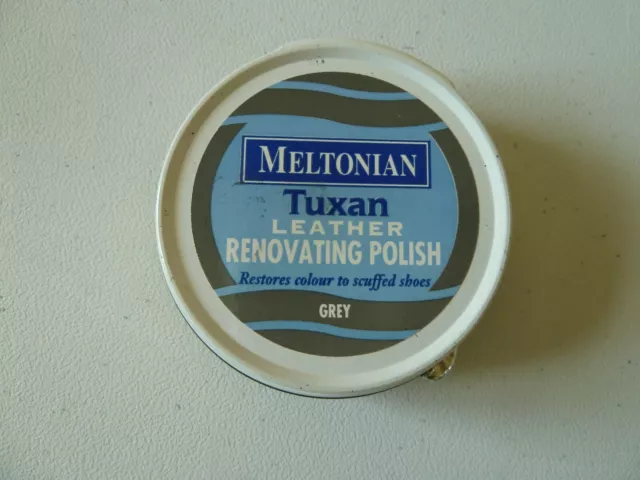 MELTONIAN
Tuxan
LEATHER
RENOVATING POLISH
Restores colour to scuffed shoes
GREY